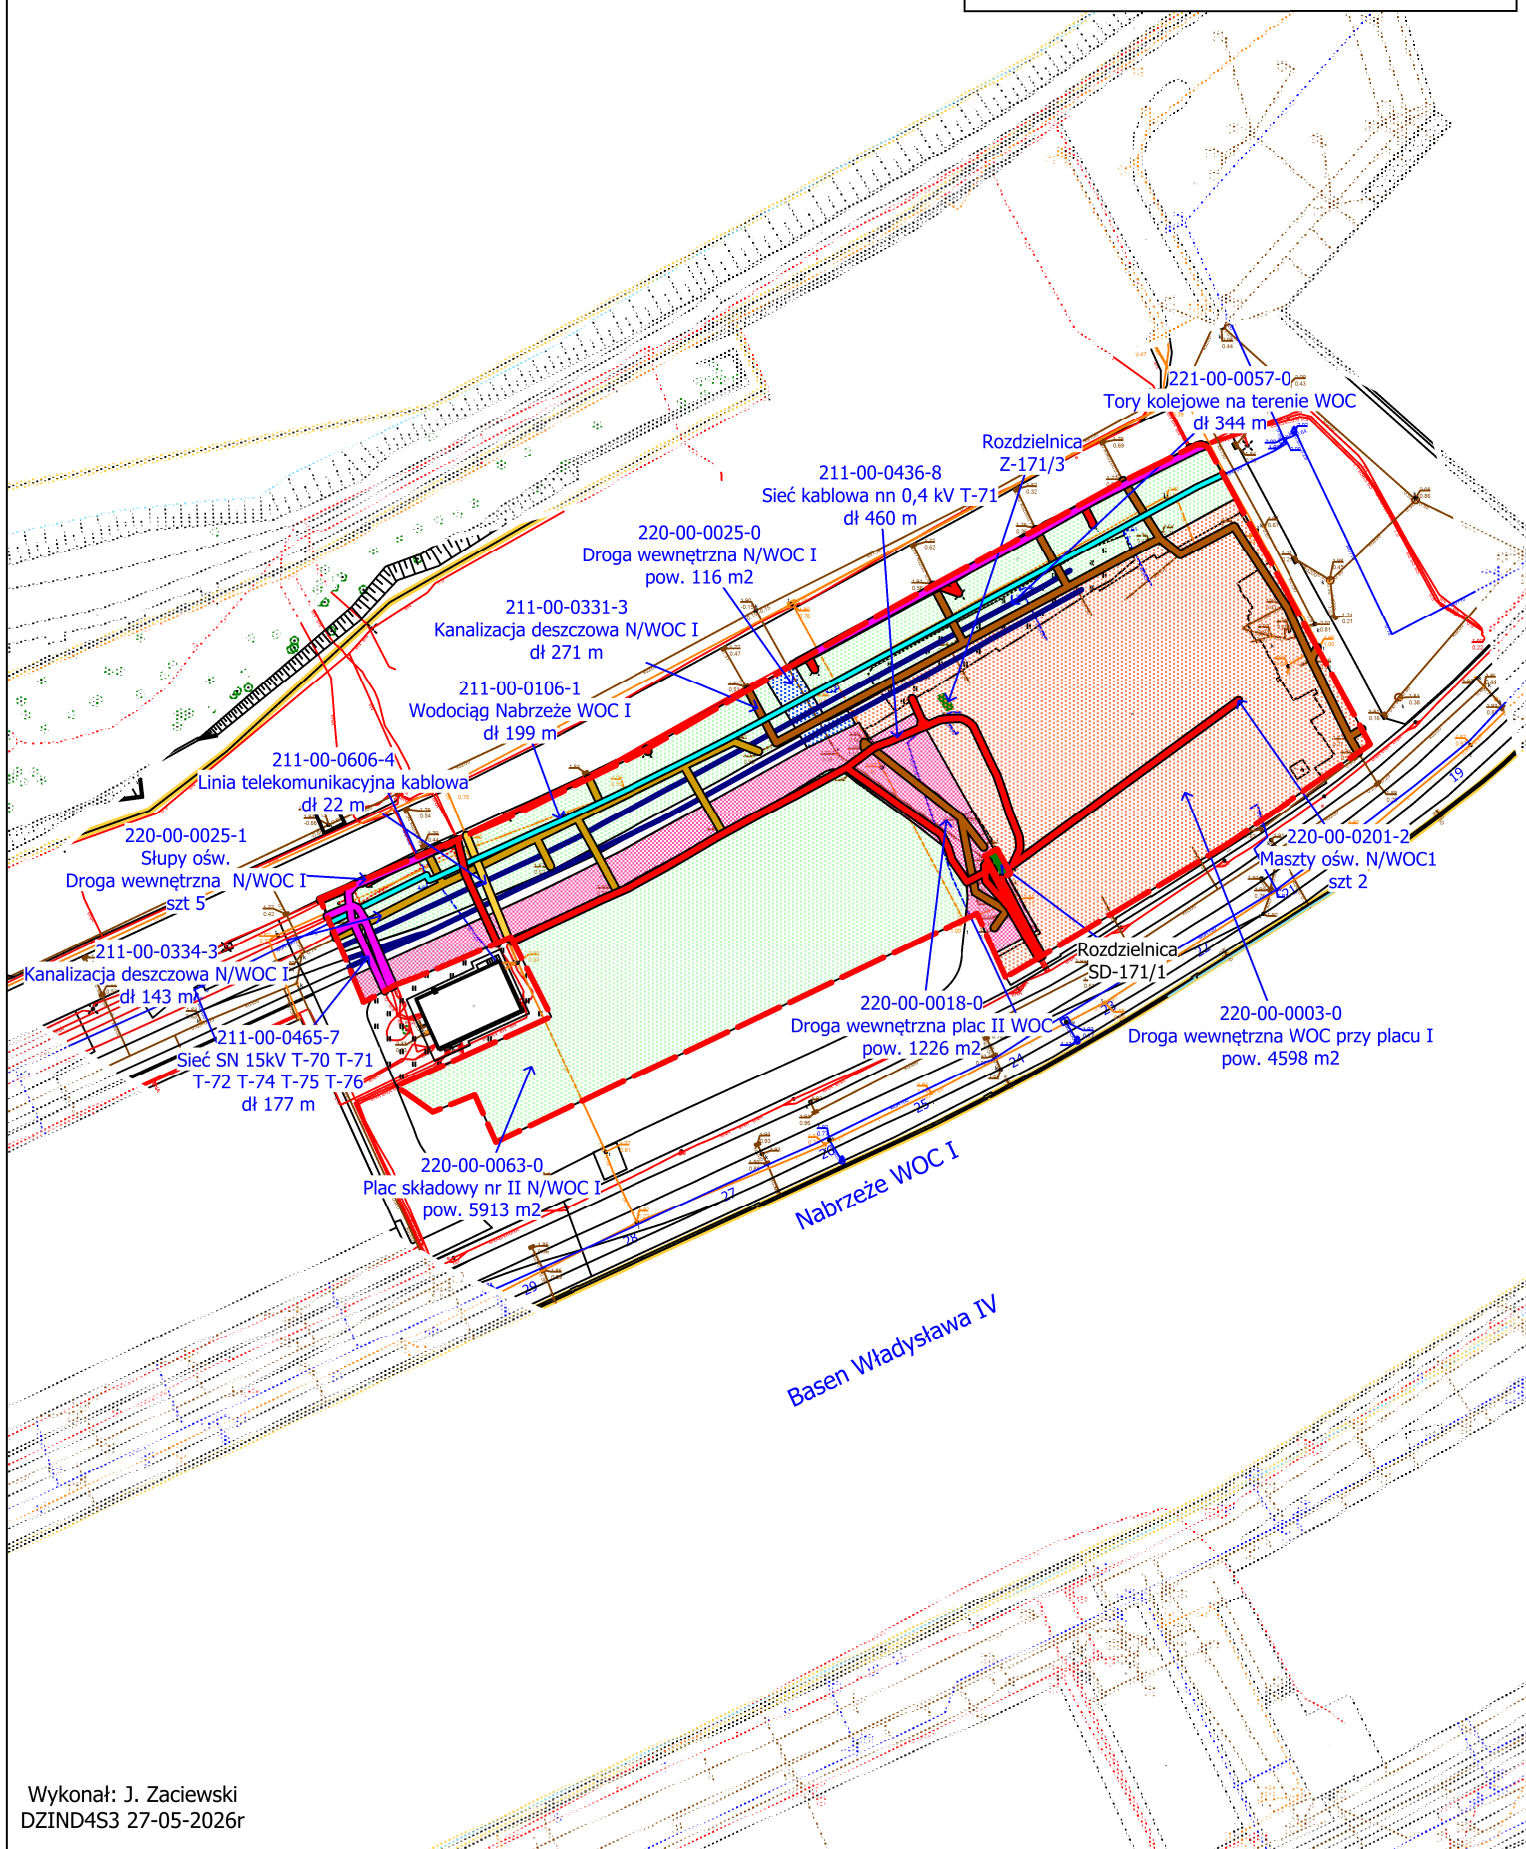 221-00-0057-0
Tory kolejowe na terenie WOC
dł 344 m
Rozdzielnica
Z-171/3
211-00-0436-8
Sieć kablowa nn 0,4 kV T-71
dł 460 m
220-00-0025-0
Droga wewnętrzna N/WOC I
pow. 116 m2
211-00-0331-3
Kanalizacja deszczowa N/WOC I
dł 271 m
211-00-0106-1
Wodociąg Nabrzeże WOC I
dł 199 m
211-00-0606-4
Linia telekomunikacyjna kablowa
dł 22 m
220-00-0025-1
Słupy ośw.
Droga wewnętrzna N/WOC I
szt 5
220-00-0201-2
Maszty ośw. N/WOC1
szt 2
211-00-0334-3
Kanalizacja deszczowa N/WOC I
dł 143 m
Rozdzielnica
SD-171/1
220-00-0018-0
Droga wewnętrzna plac II WOC
pow. 1226 m2
220-00-0003-0
Droga wewnętrzna WOC przy placu I
pow. 4598 m2
211-00-0465-7
Sieć SN 15kV T-70 T-71
T-72 T-74 T-75 T-76
dł 177 m
220-00-0063-0
Plac składowy nr II N/WOC I
pow. 5913 m2
19
24
25
26
27
28
29
Nabrzeże WOC I
Basen Władysława IV
Wykonał: J. Zaciewski
DZIND4S3 27-05-2026r